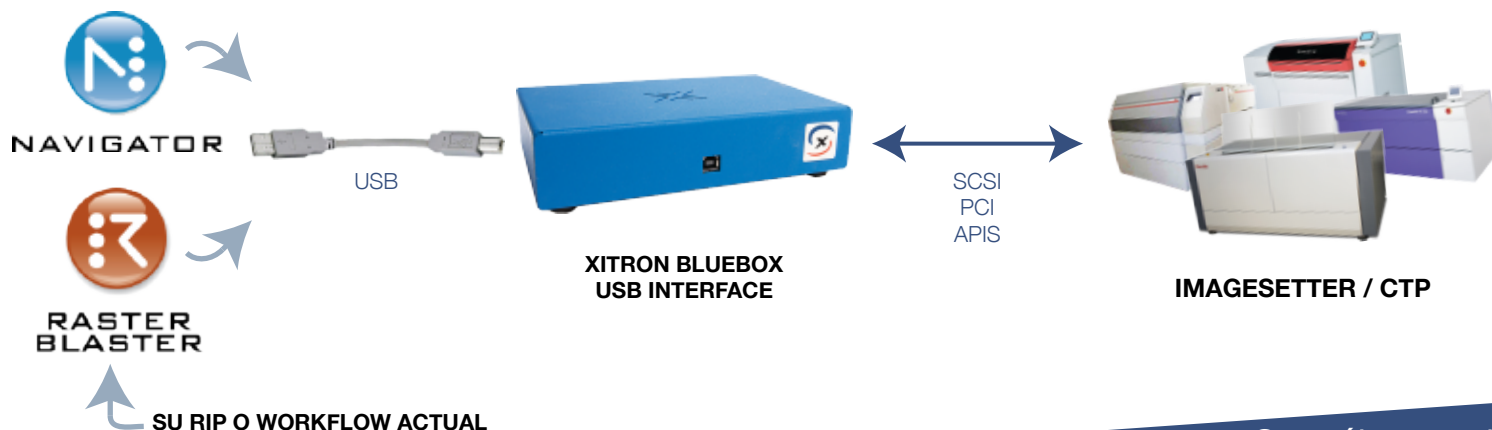 NAVIGATOR
USB
RASTER
BLASTER
SU RIP O WORKFLOW ACTUAL
XITRON BLUEBOX
USB INTERFACE
SCSI
PCI
APIS
IMAGESETTER / CTP